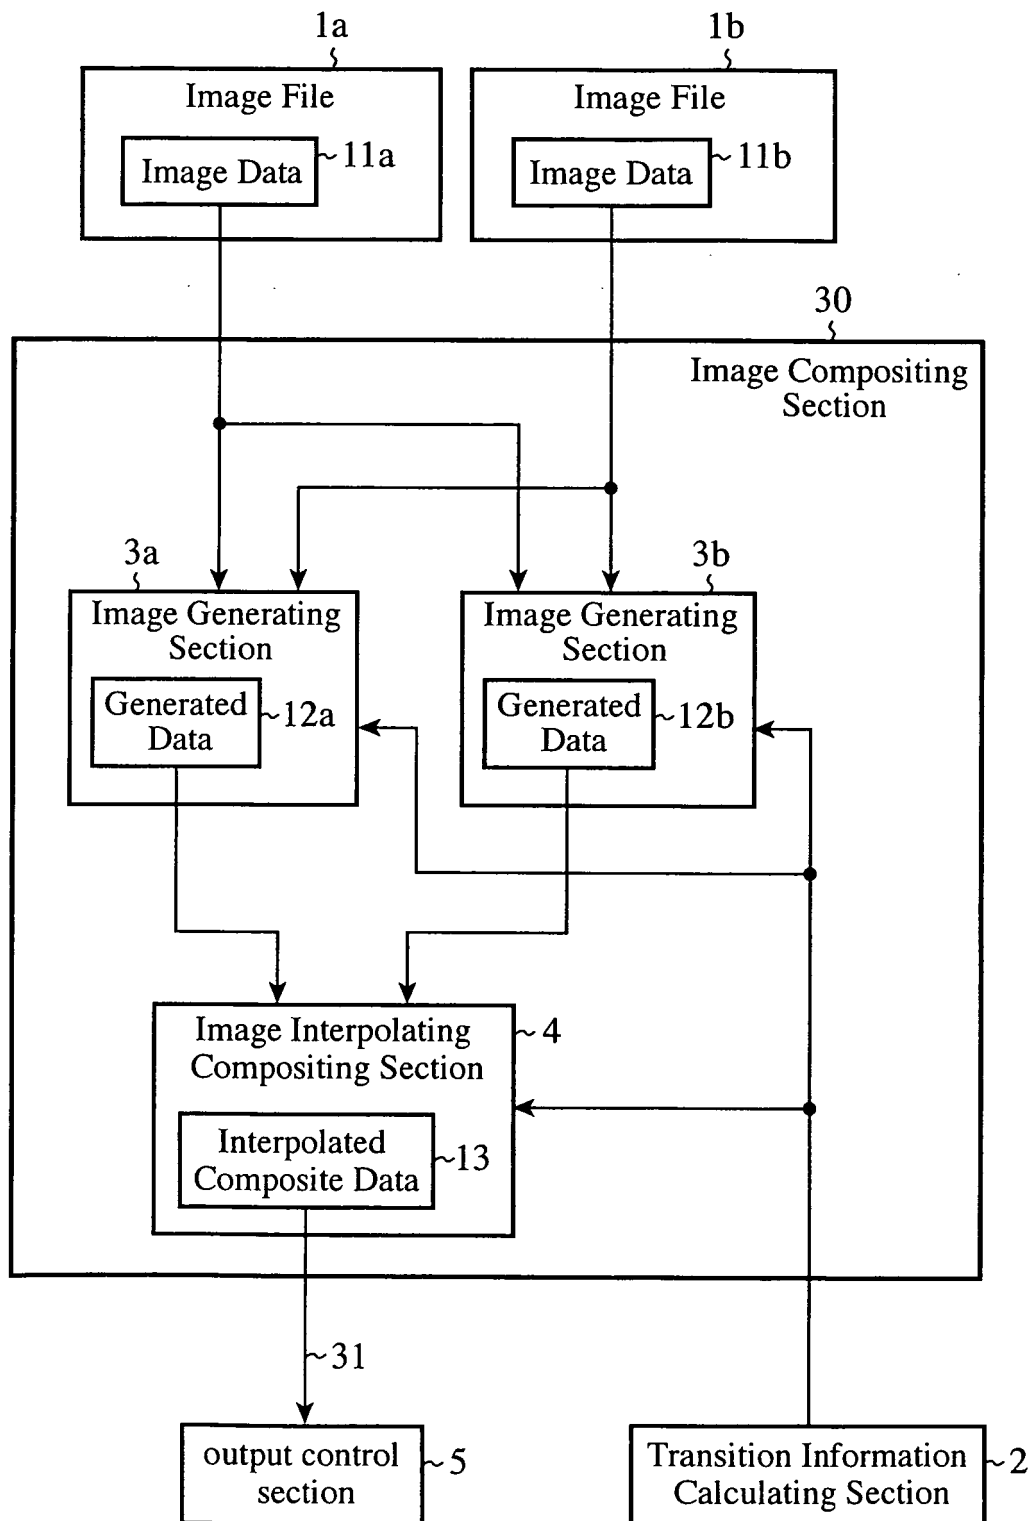 1a
1b
Image File
Image File
Image Data
11a
Image Data
11b
30
Image Compositing
Section
3a
3b
Image Generating
Section
Image Generating
Section
Generated
Data
12a
Generated
Data
12b
Image Interpolating
Compositing Section
4
Interpolated
Composite Data
13
31
output control
section
5
Transition Information
Calculating Section
2